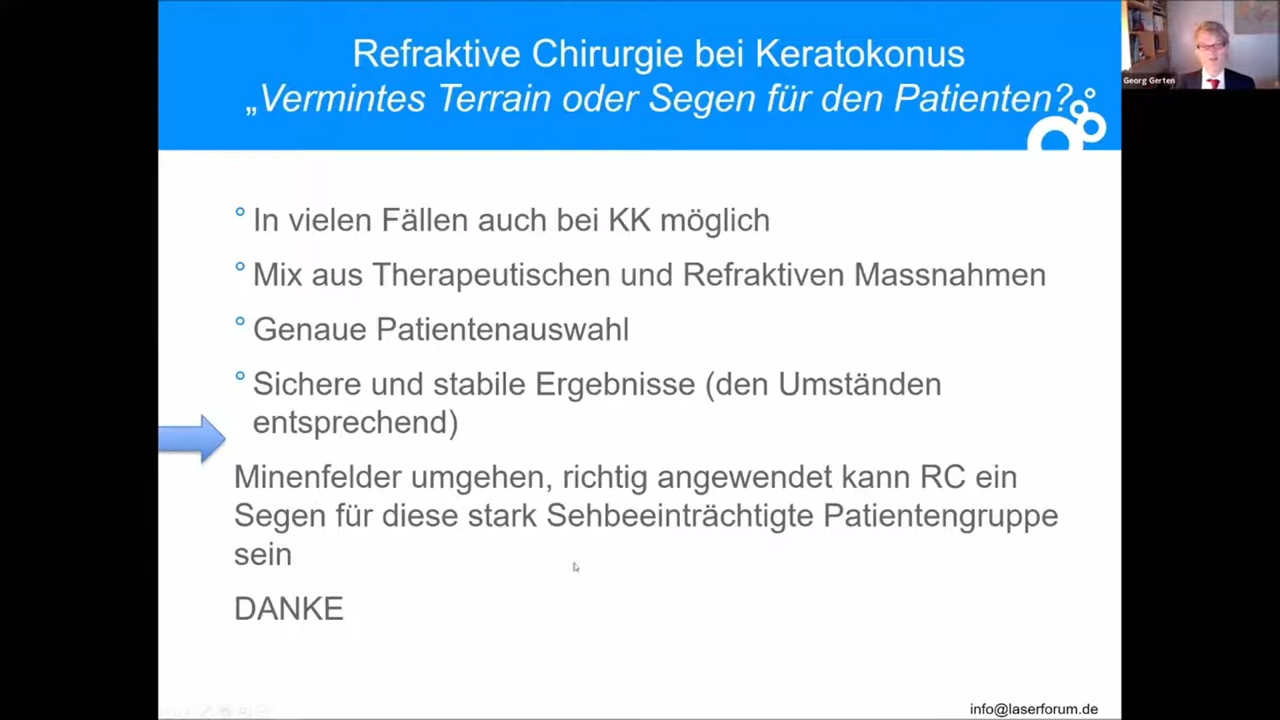 Refraktive Chirurgie bei Keratokonus
„Vermintes Terrain oder Segen für den Patienten?
Georg Gerten
° In vielen Fällen auch bei KK möglich
° Mix aus Therapeutischen und Refraktiven Massnahmen
° Genaue Patientenauswahl
° Sichere und stabile Ergebnisse (den Umständen
entsprechend)
Minenfelder umgehen, richtig angewendet kann RC ein
Segen für diese stark Sehbeeinträchtigte Patientengruppe
sein
DANKE
info@laserforum.de